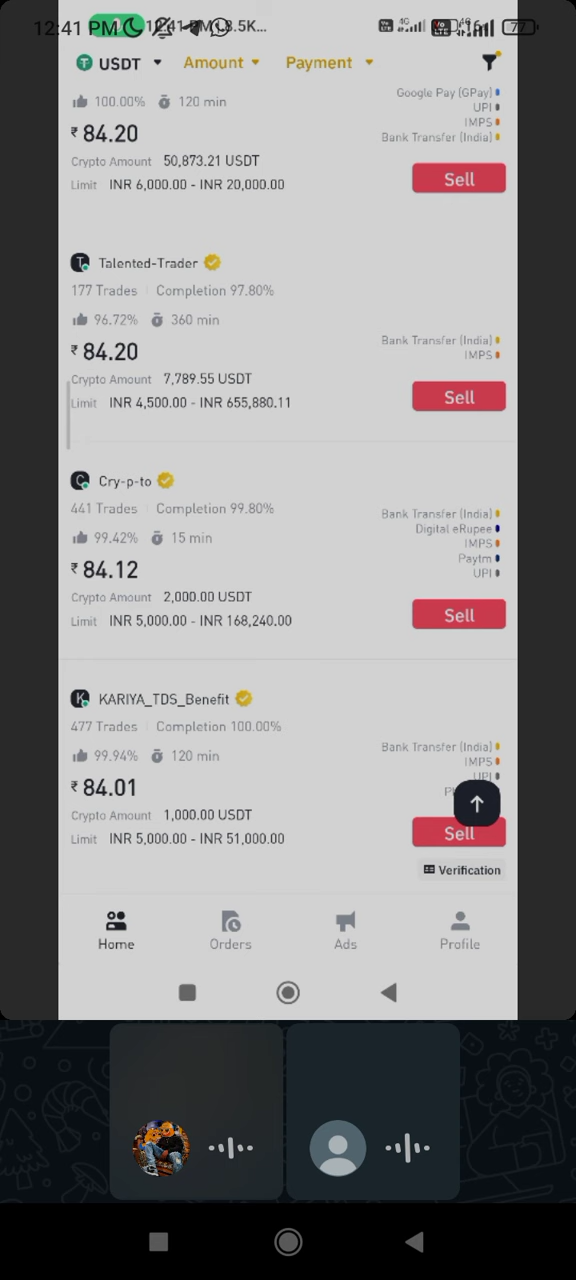 12:41 PM
USDT Amount Payment
100.00% 120 min
Google Pay (GPay)
UPI
IMPS
Bank Transfer (India)
₹ 84.20
Crypto Amount 50,873.21 USDT
Limit INR 6,000.00 - INR 20,000.00
Sell
Talented-Trader
177 Trades Completion 97.80%
96.72% 360 min
Bank Transfer (India)
IMPS
₹ 84.20
Crypto Amount 7,789.55 USDT
Limit INR 4,500.00 - INR 655,880.11
Sell
C Cry-p-to
441 Trades Completion 99.80%
99.42% 15 min
Bank Transfer (India)
Digital eRupee
IMPS
Paytm
UPI
₹ 84.12
Crypto Amount 2,000.00 USDT
Limit INR 5,000.00 - INR 168,240.00
Sell
K KARIYA_TDS_Benefit
477 Trades Completion 100.00%
99.94% 120 min
Bank Transfer (India)
IMPS
UPI
₹ 84.01
Crypto Amount 1,000.00 USDT
Limit INR 5,000.00 - INR 51,000.00
Sell
Verification
Home Orders Ads Profile